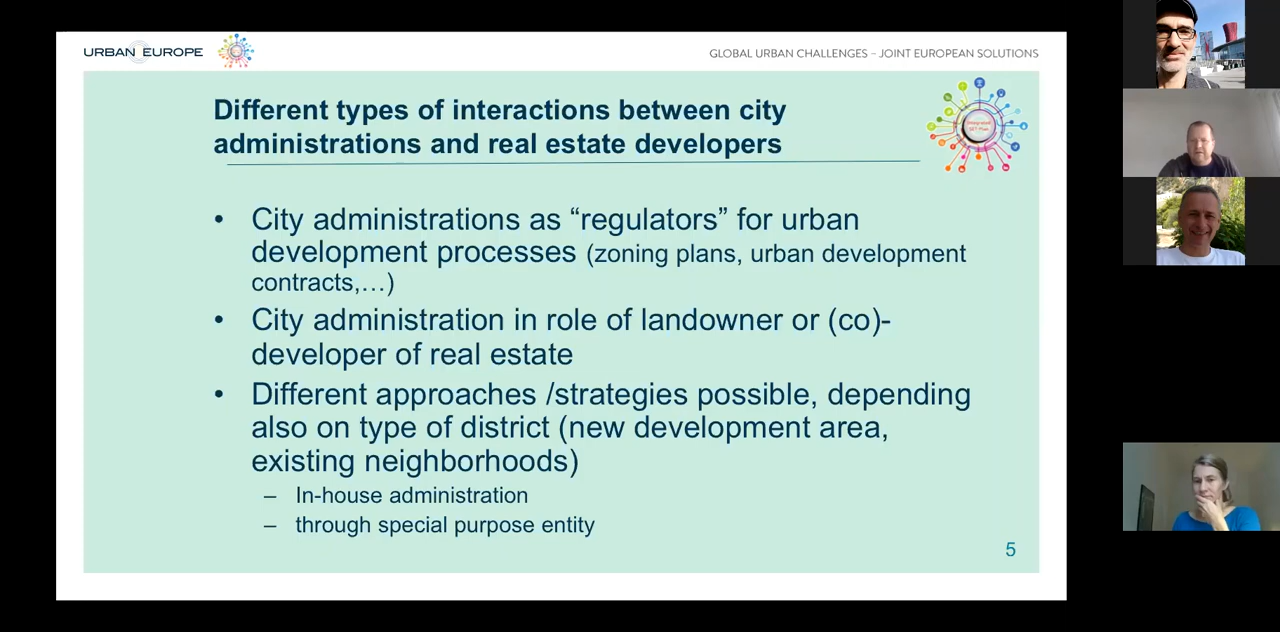 URBAN EUROPE
GLOBAL URBAN CHALLENGES – JOINT EUROPEAN SOLUTIONS
Different types of interactions between city
administrations and real estate developers
Integrated
SET-Plan
• City administrations as “regulators” for urban
development processes (zoning plans, urban development
contracts,…)
• City administration in role of landowner or (co)-
developer of real estate
• Different approaches /strategies possible, depending
also on type of district (new development area,
existing neighborhoods)
– In-house administration
– through special purpose entity
5